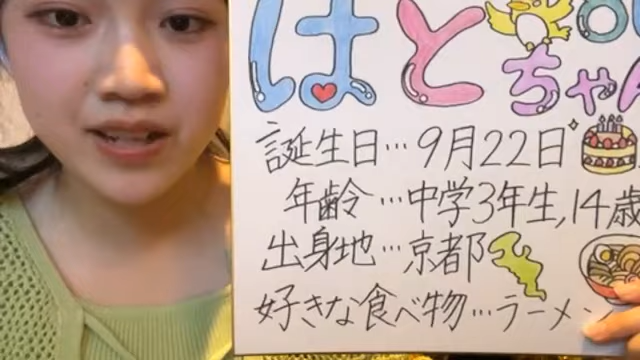 はと
ちゃん
誕生日…9月22日
年齢…中学3年生,14歳
出身地…京都
好きな食べ物…ラーメン